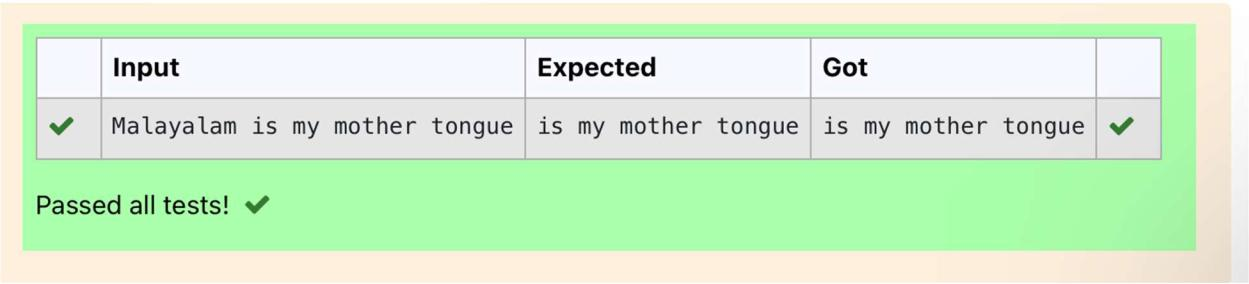 Input Expected Got
Malayalam is my mother tongue is my mother tongue is my mother tongue
Passed all tests!